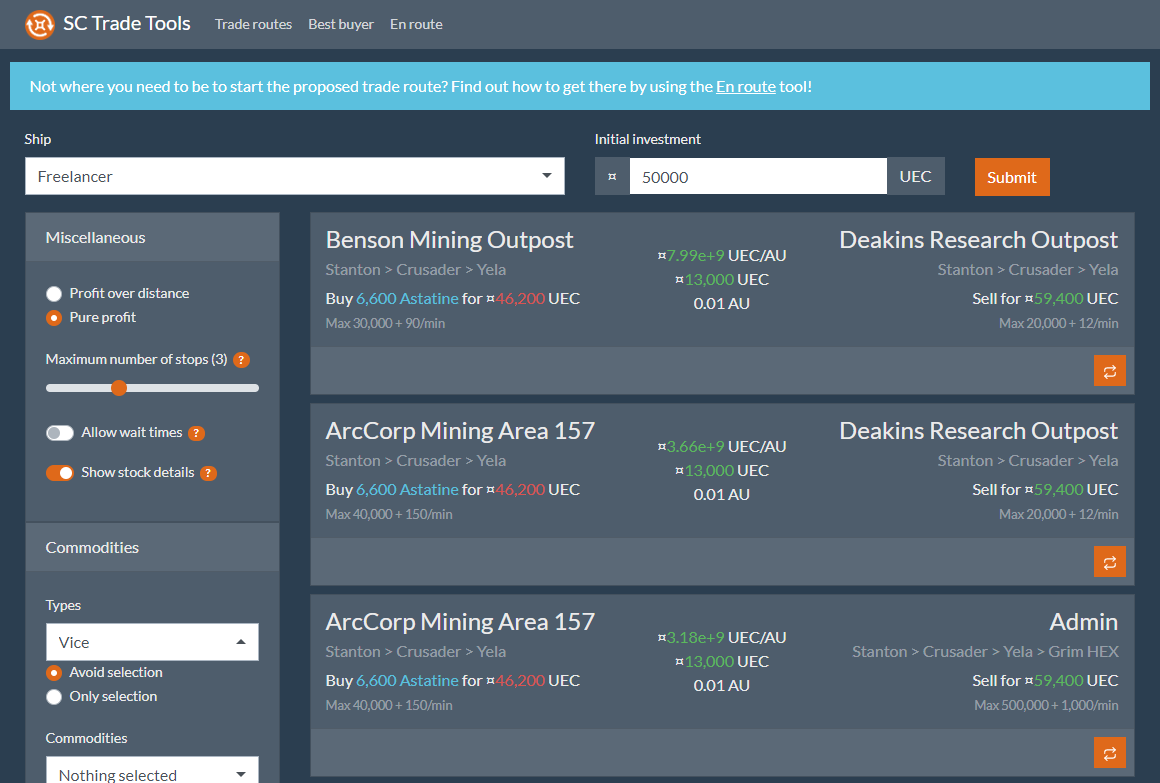 SC Trade Tools Trade routes Best buyer En route
Not where you need to be to start the proposed trade route? Find out how to get there by using the En route tool!
Ship
Freelancer
Initial investment
¤ 50000 UEC
Submit
Miscellaneous
Profit over distance
Pure profit
Maximum number of stops (3) ?
Allow wait times ?
Show stock details ?
Commodities
Types
Vice
Avoid selection
Only selection
Commodities
Nothing selected
Benson Mining Outpost
Stanton > Crusader > Yela
Buy 6,600 Astatine for ¤46,200 UEC
Max 30,000 + 90/min
¤7.99e+9 UEC/AU
¤13,000 UEC
0.01 AU
Deakins Research Outpost
Stanton > Crusader > Yela
Sell for ¤59,400 UEC
Max 20,000 + 12/min
ArcCorp Mining Area 157
Stanton > Crusader > Yela
Buy 6,600 Astatine for ¤46,200 UEC
Max 40,000 + 150/min
¤3.66e+9 UEC/AU
¤13,000 UEC
0.01 AU
Deakins Research Outpost
Stanton > Crusader > Yela
Sell for ¤59,400 UEC
Max 20,000 + 12/min
ArcCorp Mining Area 157
Stanton > Crusader > Yela
Buy 6,600 Astatine for ¤46,200 UEC
Max 40,000 + 150/min
¤3.18e+9 UEC/AU
¤13,000 UEC
0.01 AU
Admin
Stanton > Crusader > Yela > Grim HEX
Sell for ¤59,400 UEC
Max 500,000 + 1,000/min